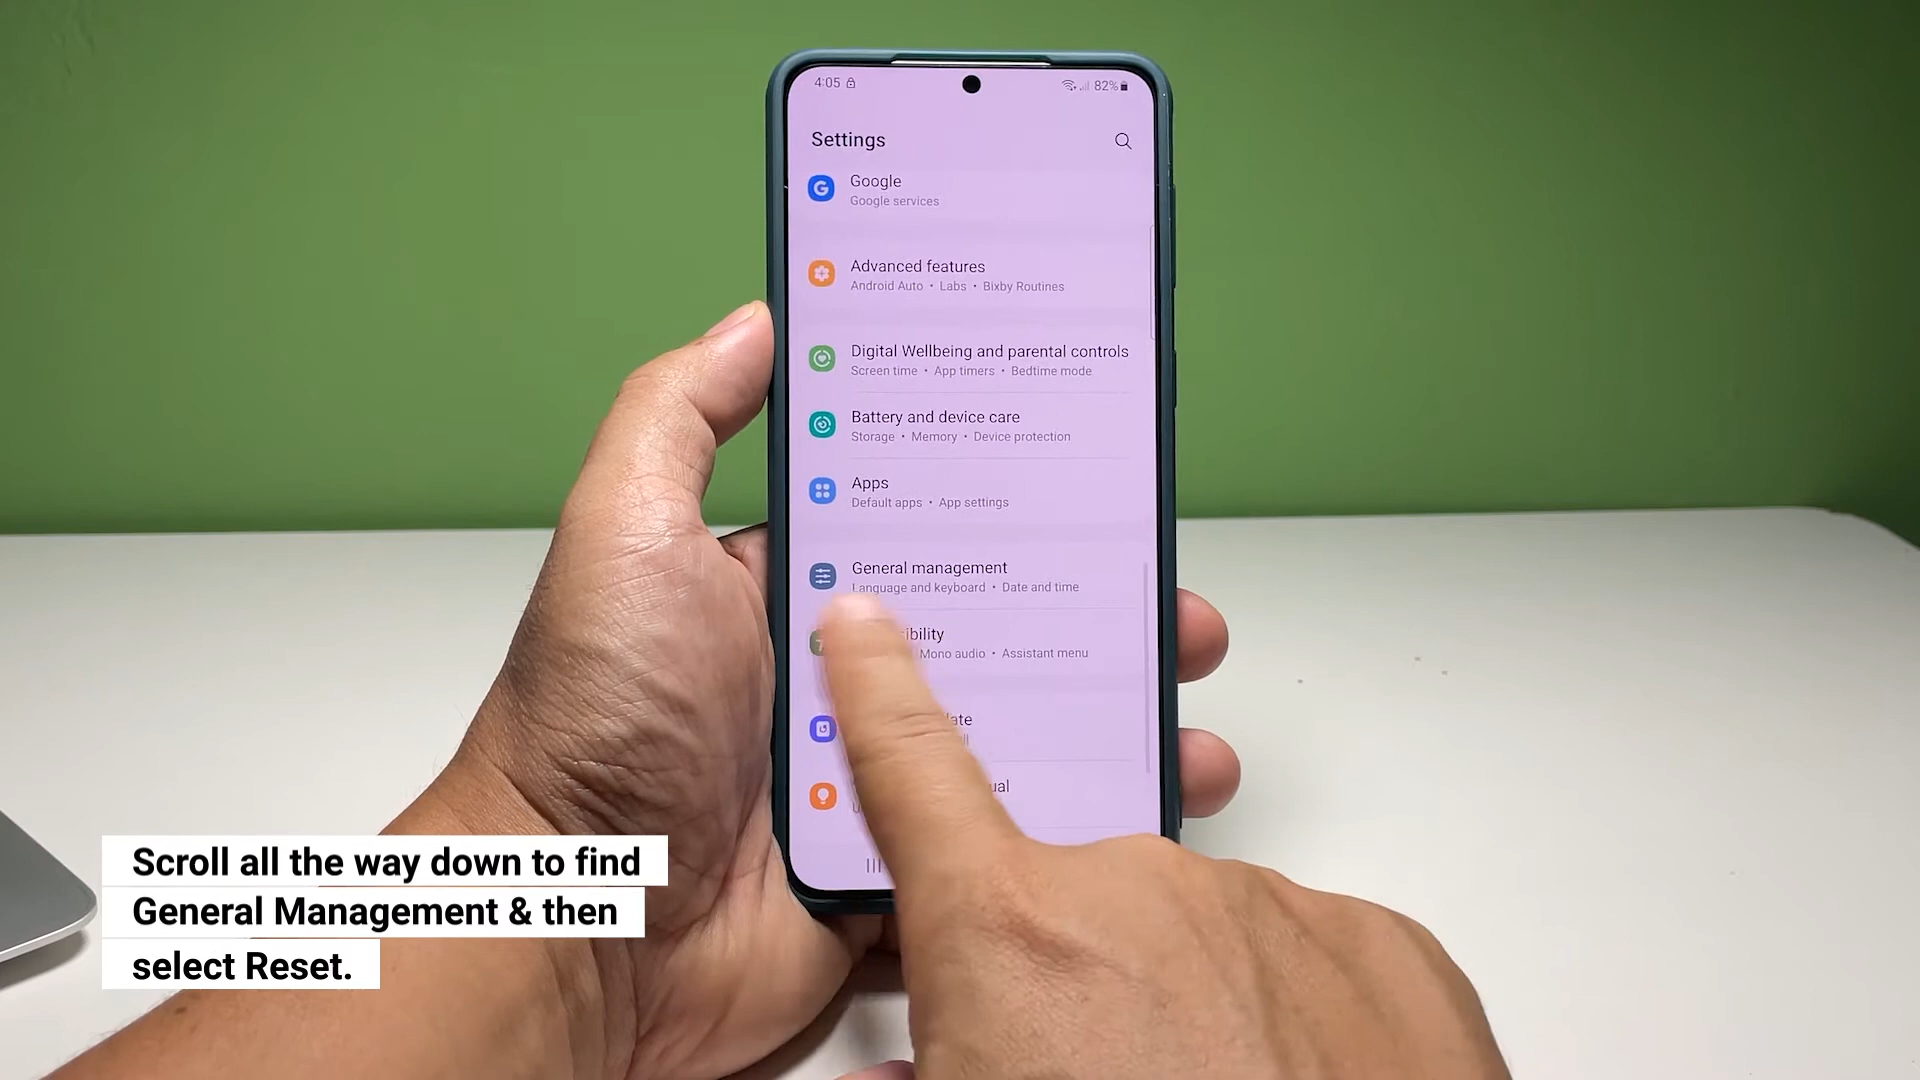 4:05
82%
Settings
Google
Google services
Advanced features
Android Auto • Labs • Bixby Routines
Digital Wellbeing and parental controls
Screen time • App timers • Bedtime mode
Battery and device care
Storage • Memory • Device protection
Apps
Default apps • App settings
General management
Language and keyboard • Date and time
Mono audio • Assistant menu
Scroll all the way down to find
General Management & then
select Reset.